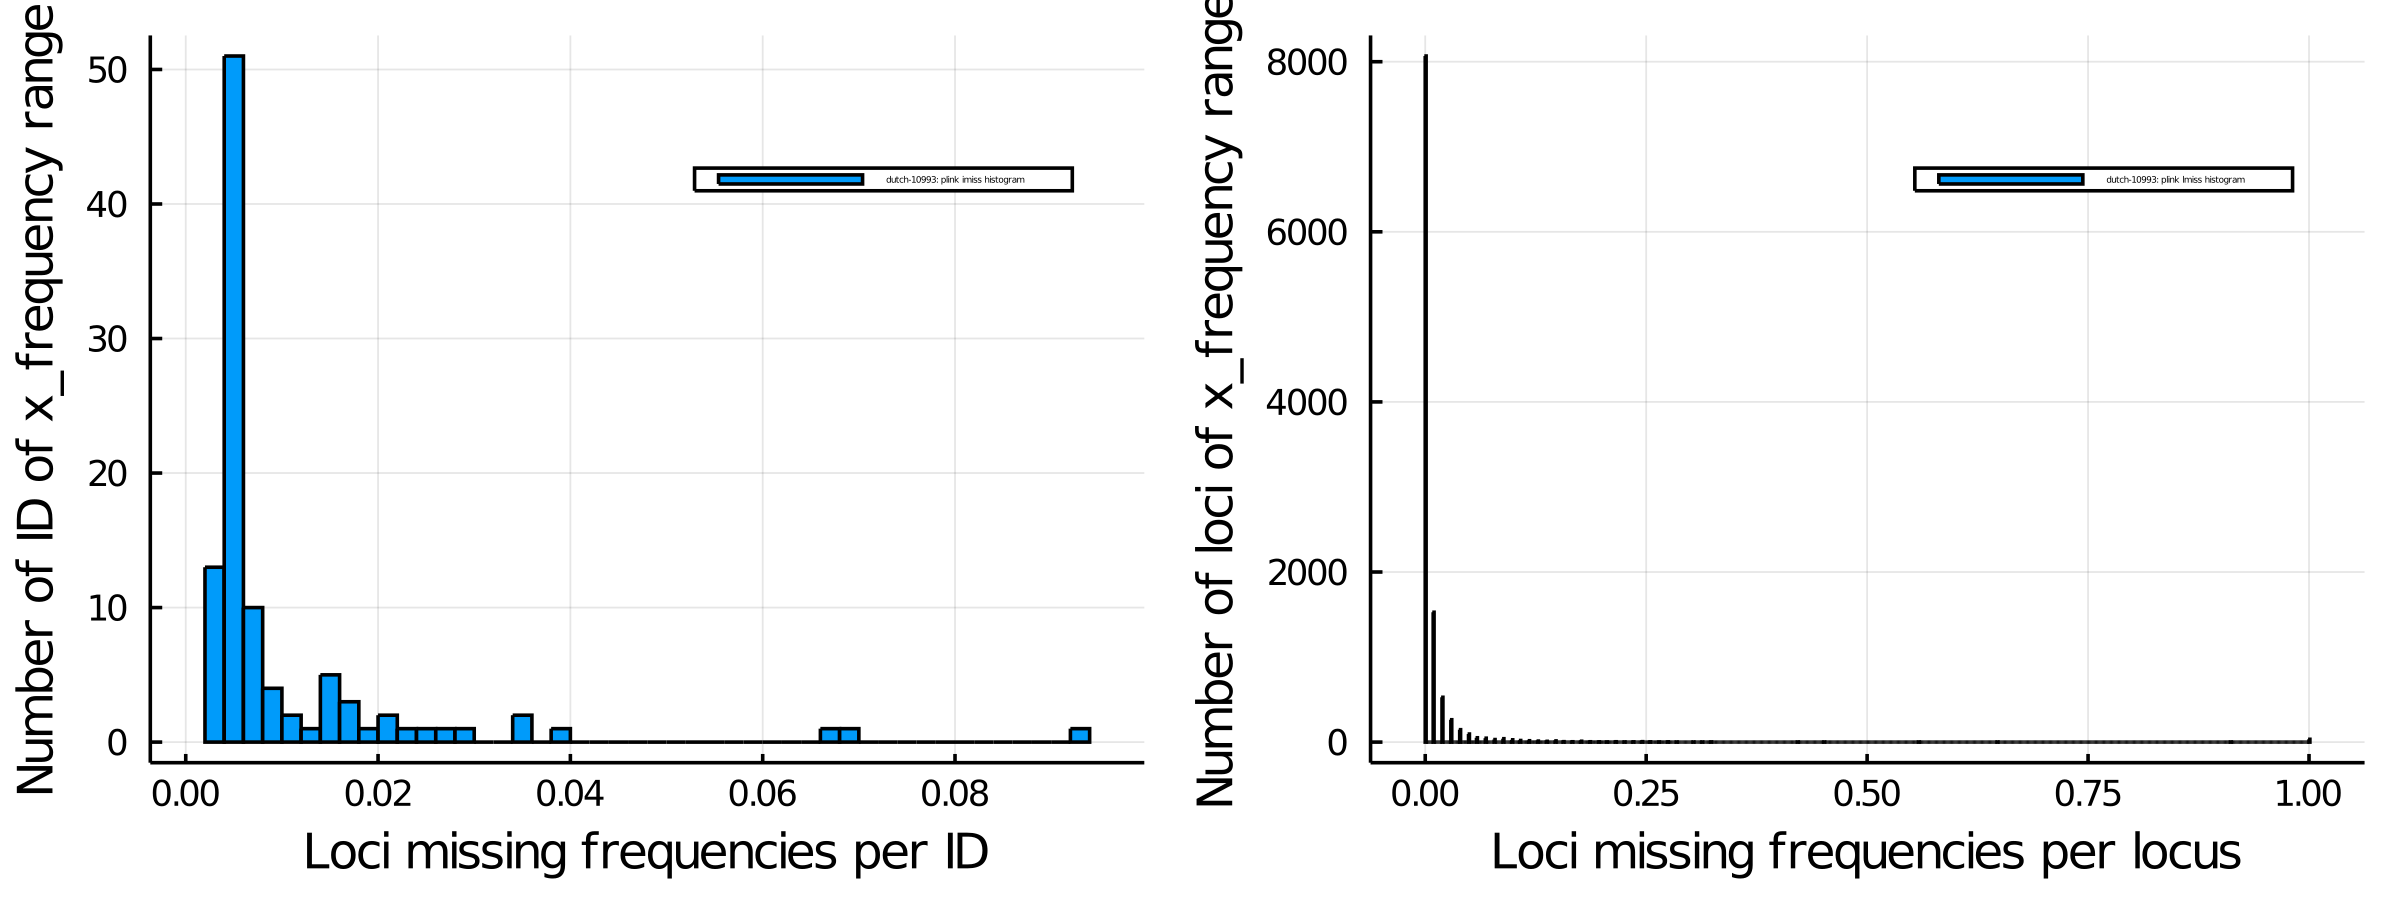 Number of ID of x_frequency range
50
40
30
20
10
0
0.00 0.02 0.04 0.06 0.08
Loci missing frequencies per ID
dutch-10993: plink imiss histogram
Number of loci of x_frequency range
8000
6000
4000
2000
0
0.00 0.25 0.50 0.75 1.00
Loci missing frequencies per locus
dutch-10993: plink lmiss histogram